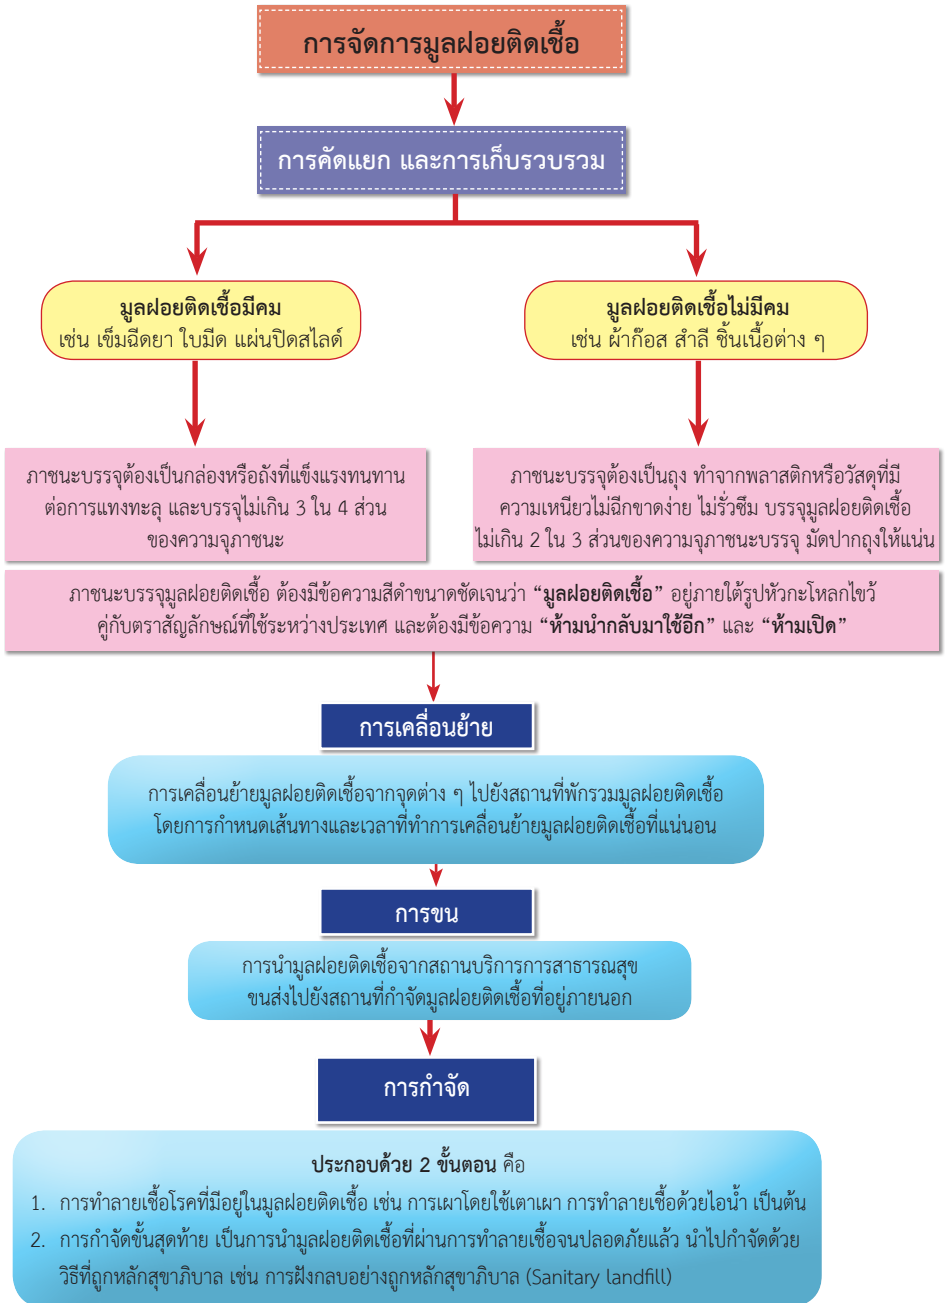 การจัดการมูลฝอยติดเชื้อ
การคัดแยก และการเก็บรวบรวม
มูลฝอยติดเชื้อมีคม
เช่น เข็มฉีดยา ใบมีด แผ่นปิดสไลด์
มูลฝอยติดเชื้อไม่มีคม
เช่น ผ้าก๊อส สำลี ชิ้นเนื้อต่าง ๆ
ภาชนะบรรจุต้องเป็นกล่องหรือถังที่แข็งแรงทนทาน
ต่อการแทงทะลุ และบรรจุไม่เกิน 3 ใน 4 ส่วน
ของความจุภาชนะ
ภาชนะบรรจุต้องเป็นถุง ทำจากพลาสติกหรือวัสดุที่มี
ความเหนียวไม่ฉีกขาดง่าย ไม่รั่วซึม บรรจุมูลฝอยติดเชื้อ
ไม่เกิน 2 ใน 3 ส่วนของความจุภาชนะบรรจุ มัดปากถุงให้แน่น
ภาชนะบรรจุมูลฝอยติดเชื้อ ต้องมีข้อความสีดำขนาดชัดเจนว่า “มูลฝอยติดเชื้อ” อยู่ภายใต้รูปหัวกะโหลกไขว้
คู่กับตราสัญลักษณ์ที่ใช้ระหว่างประเทศ และต้องมีข้อความ “ห้ามนำกลับมาใช้อีก” และ “ห้ามเปิด”
การเคลื่อนย้าย
การเคลื่อนย้ายมูลฝอยติดเชื้อจากจุดต่าง ๆ ไปยังสถานที่พักรวมมูลฝอยติดเชื้อ
โดยการกำหนดเส้นทางและเวลาที่ทำการเคลื่อนย้ายมูลฝอยติดเชื้อที่แน่นอน
การขน
การนำมูลฝอยติดเชื้อจากสถานบริการการสาธารณสุข
ขนส่งไปยังสถานที่กำจัดมูลฝอยติดเชื้อที่อยู่ภายนอก
การกำจัด
ประกอบด้วย 2 ขั้นตอน คือ
1. การทำลายเชื้อโรคที่มีอยู่ในมูลฝอยติดเชื้อ เช่น การเผาโดยใช้เตาเผา การทำลายเชื้อด้วยไอน้ำ เป็นต้น
2. การกำจัดขั้นสุดท้าย เป็นการนำมูลฝอยติดเชื้อที่ผ่านการทำลายเชื้อจนปลอดภัยแล้ว นำไปกำจัดด้วย
วิธีที่ถูกหลักสุขาภิบาล เช่น การฝังกลบอย่างถูกหลักสุขาภิบาล (Sanitary landfill)